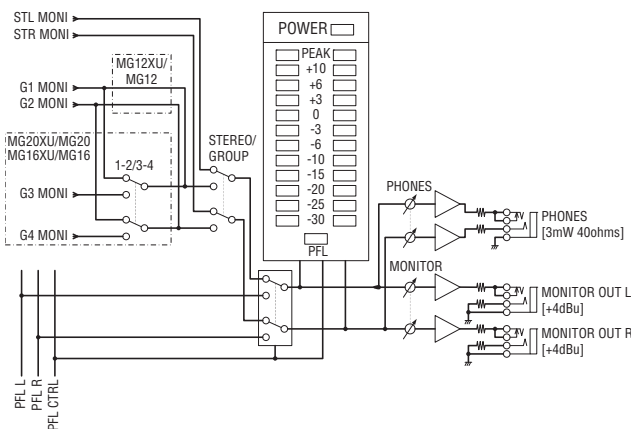 STL MONI
STR MONI
MG12XU/
MG12
G1 MONI
G2 MONI
MG20XU/MG20
MG16XU/MG16
1-2/3-4
G3 MONI
G4 MONI
STEREO/
GROUP
POWER
PEAK
+10
+6
+3
0
-3
-6
-10
-15
-20
-25
-30
PFL
PHONES
MONITOR
PHONES
[3mW 40ohms]
MONITOR OUT L
[+4dBu]
MONITOR OUT R
[+4dBu]
PFL L
PFL R
PFL CTRL